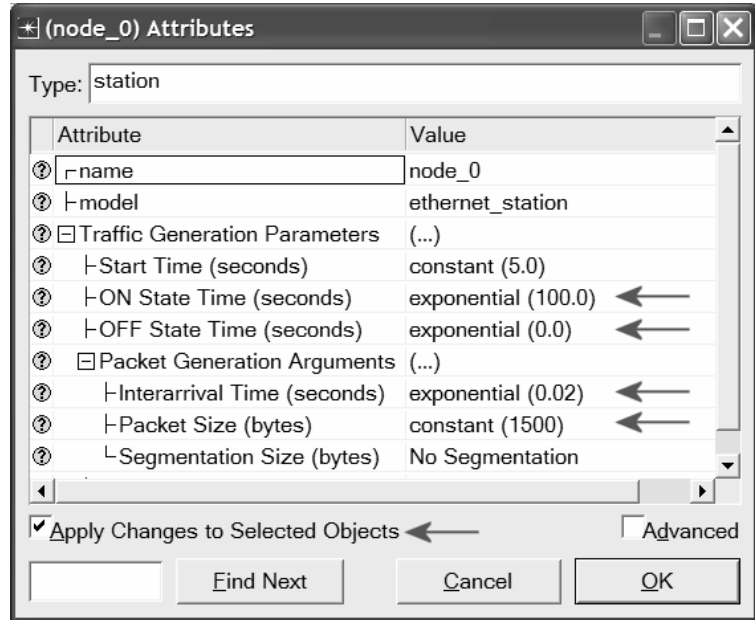 (node_0) Attributes
Type: station
Attribute Value
name node_0
model ethernet_station
Traffic Generation Parameters (...)
Start Time (seconds) constant (5.0)
ON State Time (seconds) exponential (100.0)
OFF State Time (seconds) exponential (0.0)
Packet Generation Arguments (...)
Interarrival Time (seconds) exponential (0.02)
Packet Size (bytes) constant (1500)
Segmentation Size (bytes) No Segmentation
Apply Changes to Selected Objects Advanced
Find Next Cancel OK